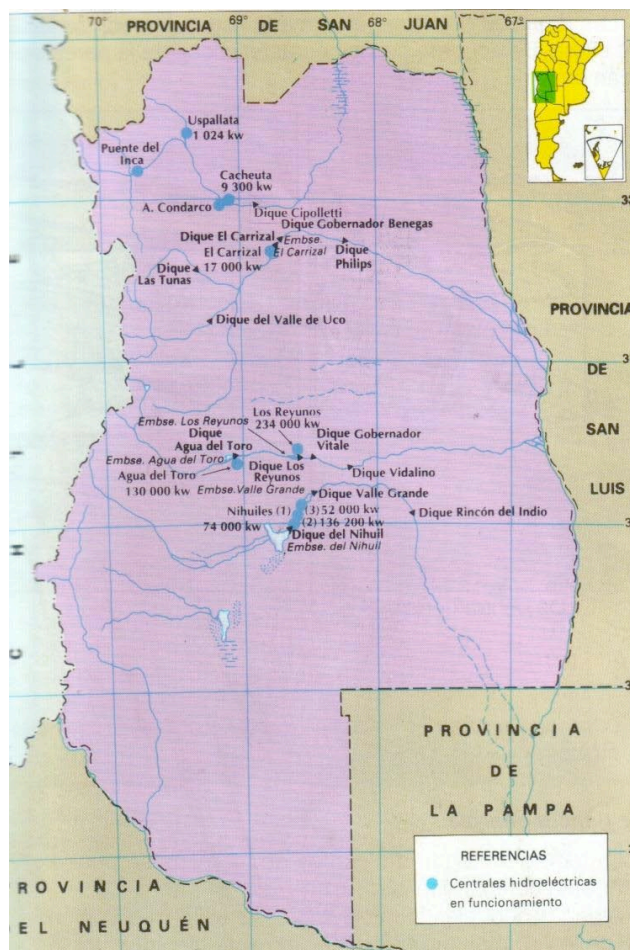 70°
69°
68°
67°
PROVINCIA DE SAN JUAN
Uspallata
1 024 kw
Puente del
Inca
Cacheuta
9 300 kw
A. Condarco
Dique Cipolletti
Dique Gobernador Benegas
Dique El Carrizal
Embse.
El Carrizal
El Carrizal
17 000 kw
Dique
Philips
Dique
Las Tunas
Dique del Valle de Uco
PROVINCIA
DE
SAN
LUIS
Los Reyunos
234 000 kw
Embse. Los Reyunos
Dique
Agua del Toro
Dique Gobernador
Vitale
Embse. Agua del Toro
Dique Los
Reyunos
Dique Vidalino
Agua del Toro
130 000 kw
Embse. Valle Grande
Dique Valle Grande
Nihuiles (1)
(3) 52 000 kw
74 000 kw
(2) 136 200 kw
Dique Rincón del Indio
Dique del Nihuil
Embse. del Nihuil
C H I L E
PROVINCIA
DE
LA PAMPA
REFERENCIAS
Centrales hidroeléctricas
en funcionamiento
ROVINCIA
EL NEUQUÉN